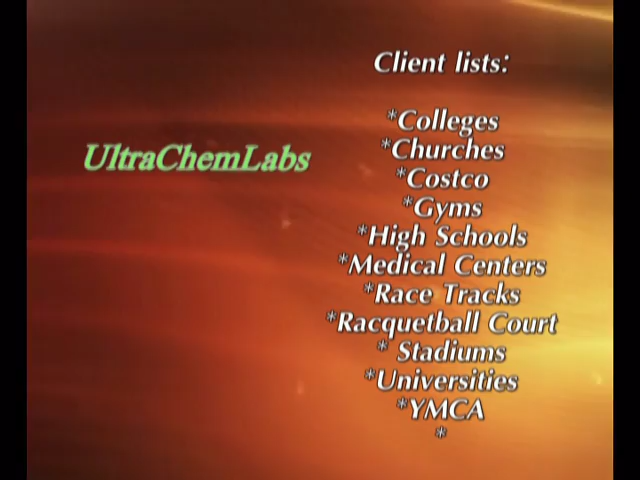 Client lists:
*Colleges
UltraChemLabs
*Churches
*Costco
*Gyms
*High Schools
*Medical Centers
*Race Tracks
*Racquetball Court
* Stadiums
*Universities
*YMCA
*